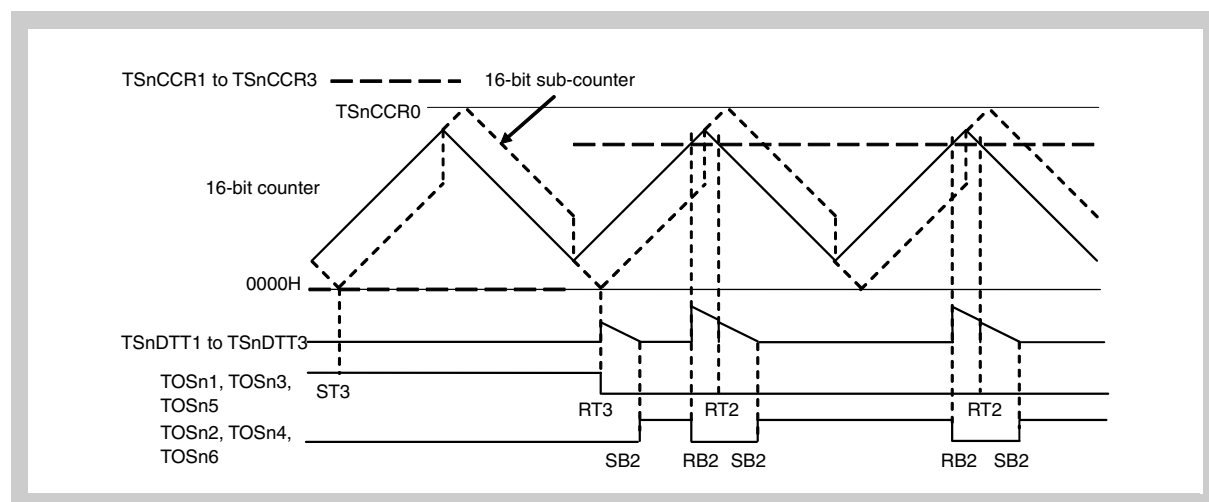 TSnCCR1 to TSnCCR3
16-bit sub-counter
TSnCCR0
16-bit counter
0000H
TSnDTT1 to TSnDTT3
TOSn1, TOSn3,
TOSn5
ST3
RT3
RT2
RT2
TOSn2, TOSn4,
TOSn6
SB2
RB2
SB2
RB2
SB2